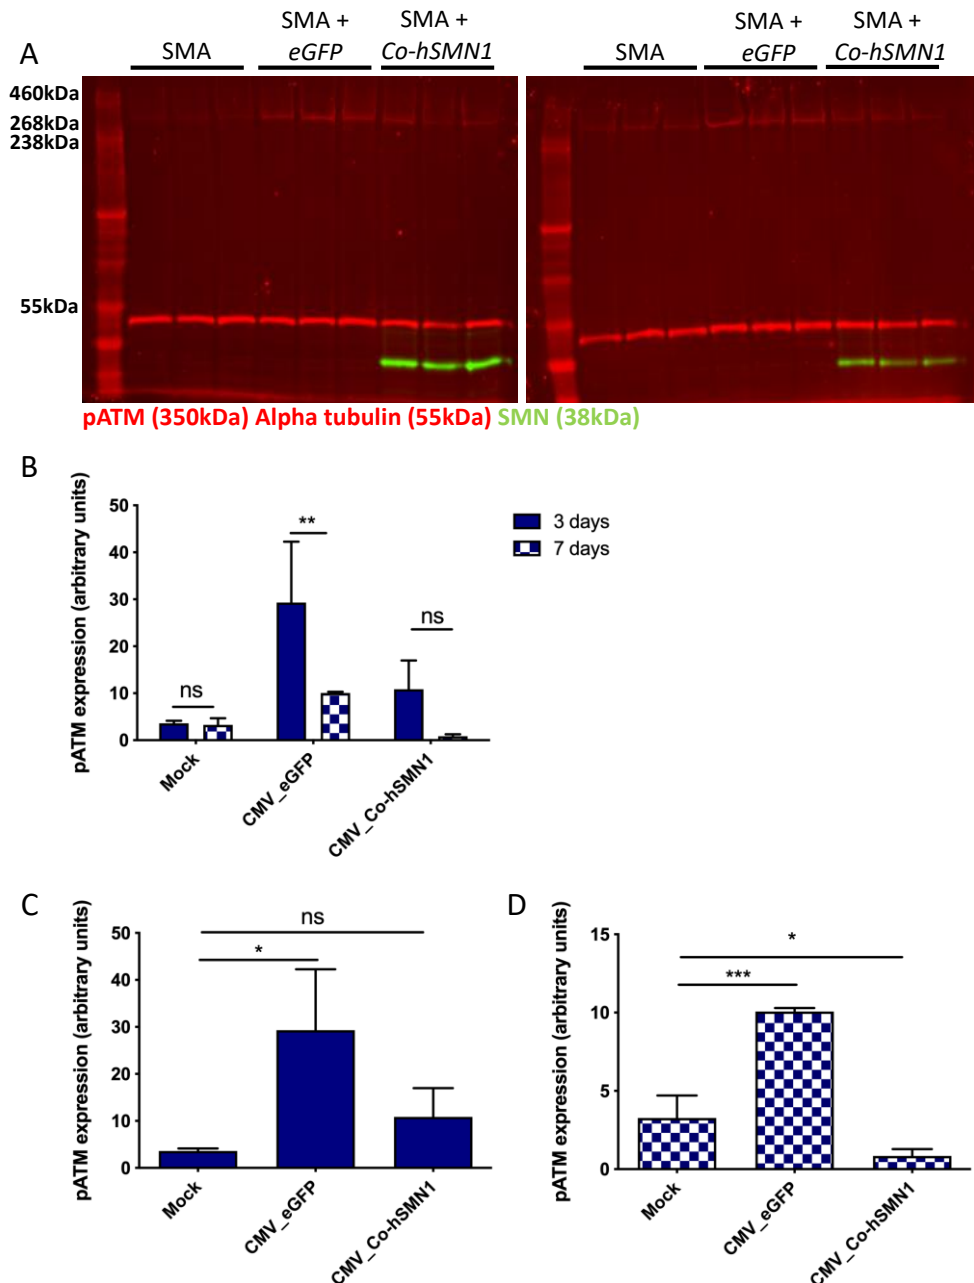 A
SMA
SMA +
eGFP
SMA +
Co-hSMN1
SMA
SMA +
eGFP
SMA +
Co-hSMN1
460kDa
268kDa
238kDa
55kDa
pATM (350kDa) Alpha tubulin (55kDa) SMN (38kDa)
B
pATM expression (arbitrary units)
50
40
30
20
10
0
ns
**
ns
3 days
7 days
Mock
CMV_eGFP
CMV_Co-hSMN1
C
pATM expression (arbitrary units)
50
40
30
20
10
0
ns
*
Mock
CMV_eGFP
CMV_Co-hSMN1
D
pATM expression (arbitrary units)
15
10
5
0
*
***
Mock
CMV_eGFP
CMV_Co-hSMN1